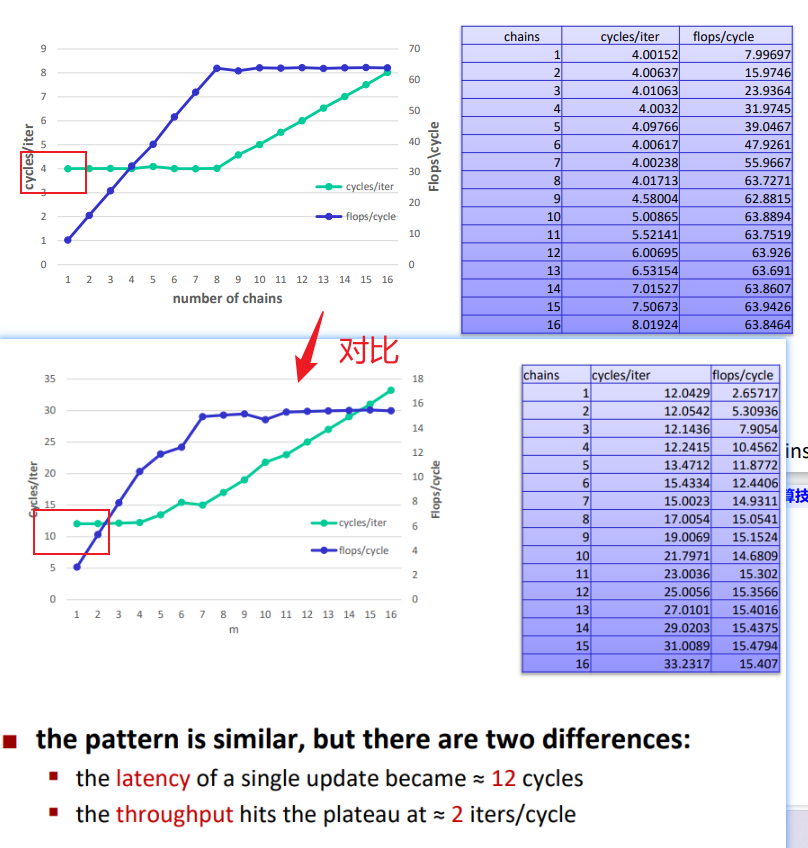 9
8
7
6
5
4
3
2
1
0
cycles/iter
70
60
50
40
30
20
10
0
Flops\cycle
cycles/iter
flops/cycle
1 2 3 4 5 6 7 8 9 10 11 12 13 14 15 16
number of chains
chains cycles/iter flops/cycle
1 4.00152 7.99697
2 4.00637 15.9746
3 4.01063 23.9364
4 4.0032 31.9745
5 4.09766 39.0467
6 4.00617 47.9261
7 4.00238 55.9667
8 4.01713 63.7271
9 4.58004 62.8815
10 5.00865 63.8894
11 5.52141 63.7519
12 6.00695 63.926
13 6.53154 63.691
14 7.01527 63.8607
15 7.50673 63.9426
16 8.01924 63.8464
对比
35
30
25
20
15
10
5
0
Cycles/Iter
18
16
14
12
10
8
6
4
2
0
Flops/cycle
cycles/iter
flops/cycle
1 2 3 4 5 6 7 8 9 10 11 12 13 14 15 16
m
chains cycles/iter flops/cycle
1 12.0429 2.65717
2 12.0542 5.30936
3 12.1436 7.9054
4 12.2415 10.4562
5 13.4712 11.8772
6 15.4334 12.4406
7 15.0023 14.9311
8 17.0054 15.0541
9 19.0069 15.1524
10 21.7971 14.6809
11 23.0036 15.302
12 25.0056 15.3566
13 27.0101 15.4016
14 29.0203 15.4375
15 31.0089 15.4794
16 33.2317 15.407
ins
算技
■ the pattern is similar, but there are two differences:
▪ the latency of a single update became ≈ 12 cycles
▪ the throughput hits the plateau at ≈ 2 iters/cycle